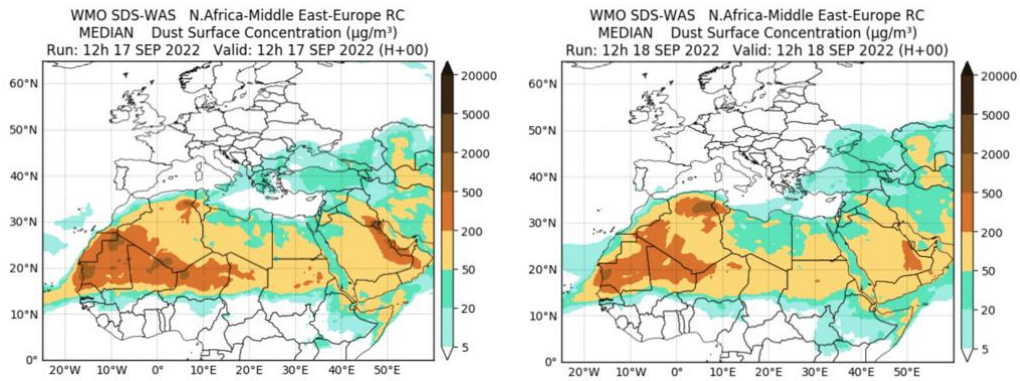 WMO SDS-WAS   N.Africa-Middle East-Europe RC
MEDIAN    Dust Surface Concentration (µg/m³)
Run: 12h 17 SEP 2022   Valid: 12h 17 SEP 2022 (H+00)
60°N
50°N
40°N
30°N
20°N
10°N
0°
20°W 10°W 0° 10°E 20°E 30°E 40°E 50°E
20000
5000
2000
500
200
50
20
5
WMO SDS-WAS   N.Africa-Middle East-Europe RC
MEDIAN    Dust Surface Concentration (µg/m³)
Run: 12h 18 SEP 2022   Valid: 12h 18 SEP 2022 (H+00)
60°N
50°N
40°N
30°N
20°N
10°N
0°
20°W 10°W 0° 10°E 20°E 30°E 40°E 50°E
20000
5000
2000
500
200
50
20
5